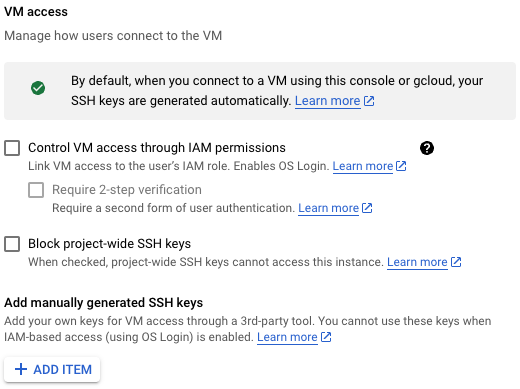 VM access
Manage how users connect to the VM
By default, when you connect to a VM using this console or gcloud, your
SSH keys are generated automatically. Learn more
Control VM access through IAM permissions ?
Link VM access to the user's IAM role. Enables OS Login. Learn more
Require 2-step verification
Require a second form of user authentication. Learn more
Block project-wide SSH keys
When checked, project-wide SSH keys cannot access this instance. Learn more
Add manually generated SSH keys
Add your own keys for VM access through a 3rd-party tool. You cannot use these keys when
IAM-based access (using OS Login) is enabled. Learn more
+ ADD ITEM